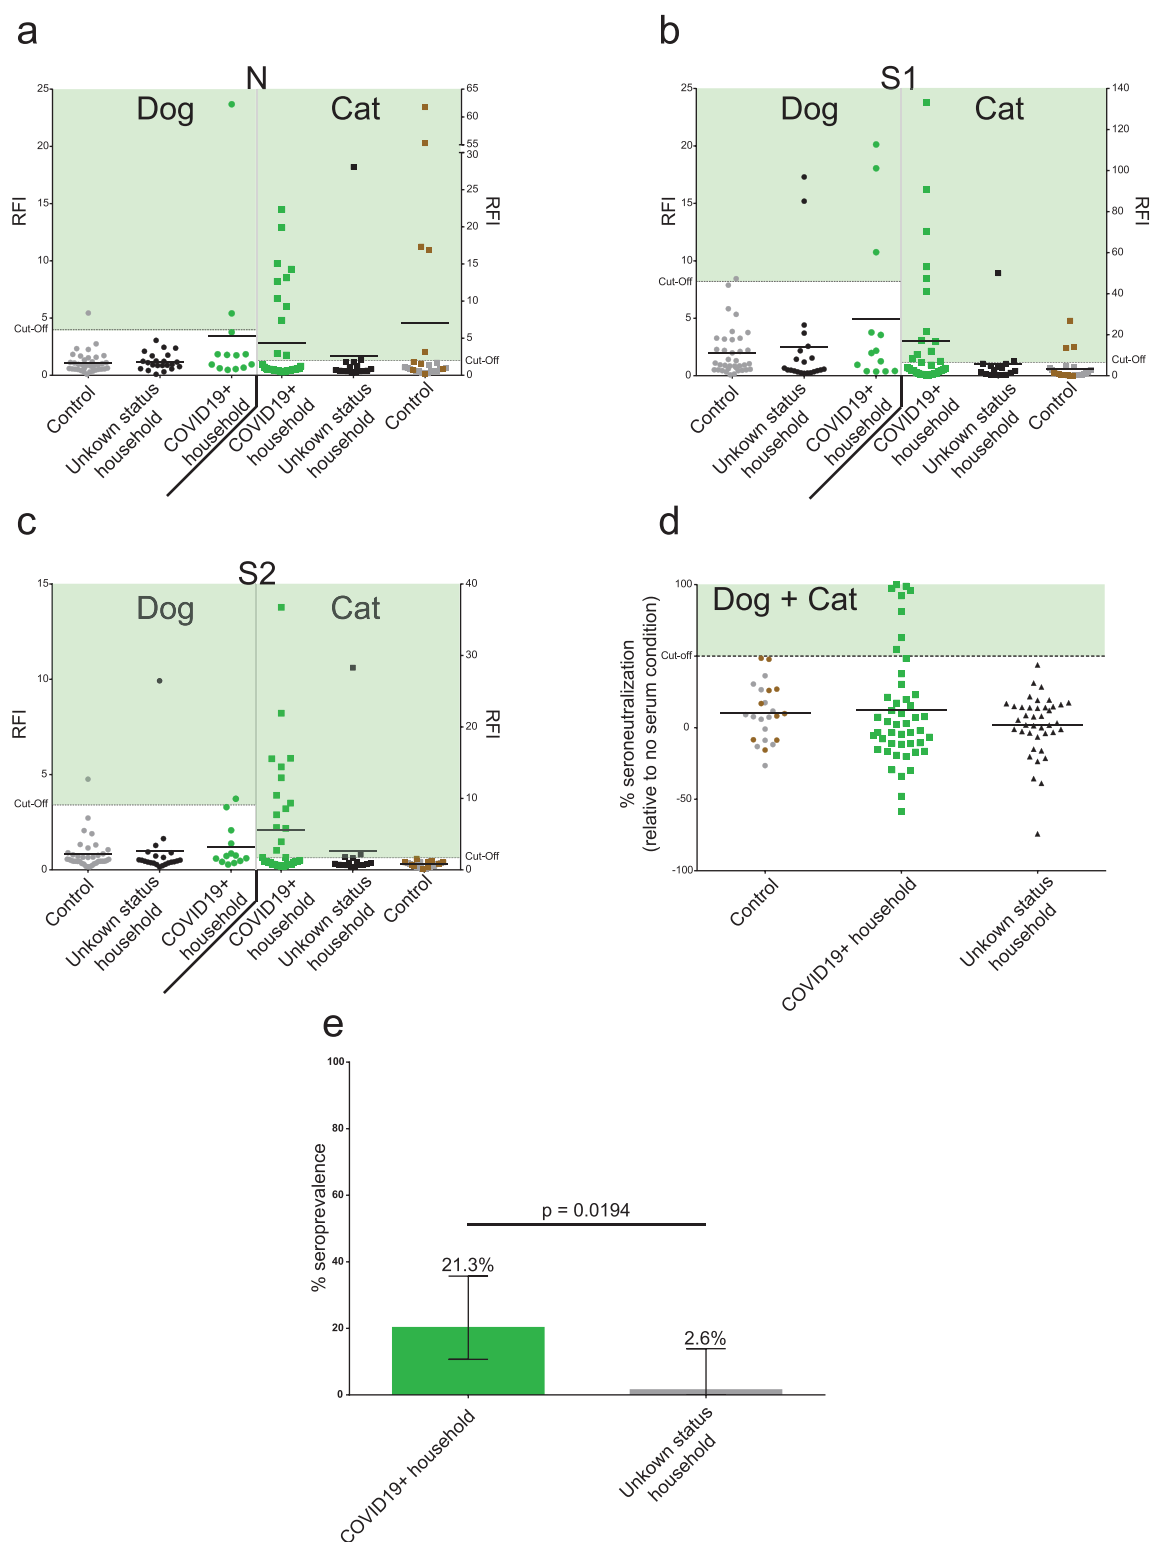 a
N
Dog
Cat
RFI
25
20
15
10
5
0
Cut-Off
65
60
55
30
25
20
15
10
5
0
Cut-Off
RFI
Control
Unkown status
household
COVID19+
household
COVID19+
household
Unkown status
household
Control
b
S1
Dog
Cat
RFI
25
20
15
10
5
0
Cut-Off
140
120
100
80
60
40
20
0
Cut-Off
RFI
Control
Unkown status
household
COVID19+
household
COVID19+
household
Unkown status
household
Control
c
S2
Dog
Cat
RFI
15
10
5
0
Cut-Off
40
30
20
10
0
Cut-Off
RFI
Control
Unkown status
household
COVID19+
household
COVID19+
household
Unkown status
household
Control
d
Dog + Cat
% seroneutralization
(relative to no serum condition)
100
Cut-off
50
0
-50
-100
Control
COVID19+ household
Unkown status
household
e
% seroprevalence
100
80
60
40
20
0
p = 0.0194
21.3%
2.6%
COVID19+ household
Unkown status
household